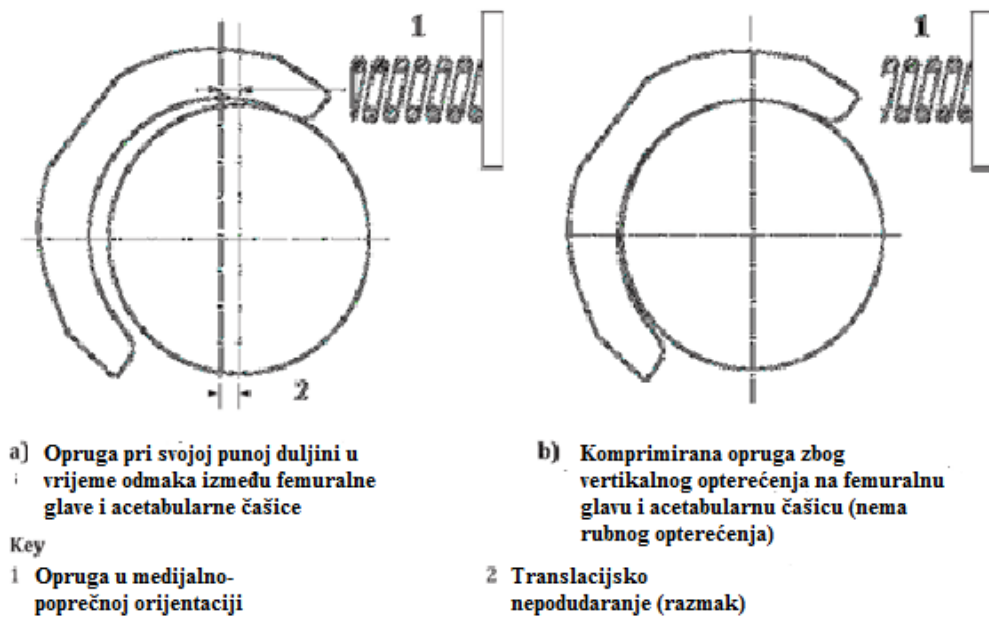 1
1
2
a) Opruga pri svojoj punoj duljini u
vrijeme odmaka između femuralne
glave i acetabularne čašice
b) Komprimirana opruga zbog
vertikalnog opterećenja na femuralnu
glavu i acetabularnu čašicu (nema
rubnog opterećenja)
Key
1 Opruga u medijalno-
poprečnoj orijentaciji
2 Translacijsko
nepodudaranje (razmak)